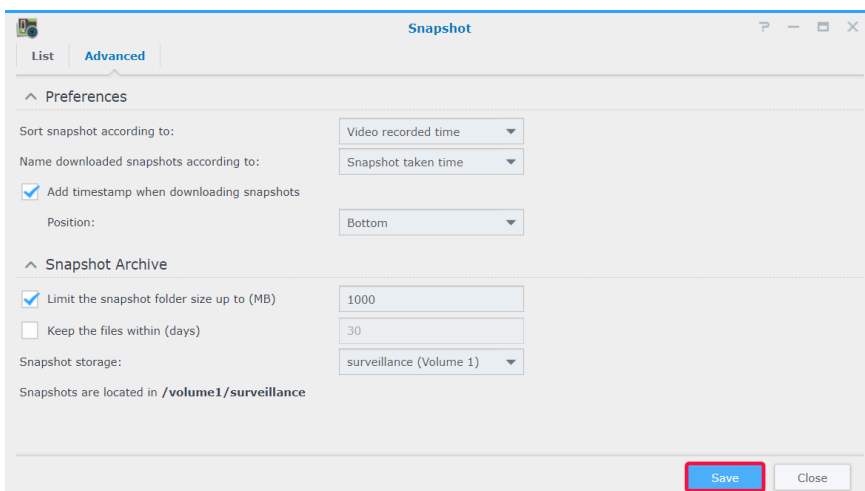 Snapshot
List Advanced
Preferences
Sort snapshot according to: Video recorded time
Name downloaded snapshots according to: Snapshot taken time
Add timestamp when downloading snapshots
Position: Bottom
Snapshot Archive
Limit the snapshot folder size up to (MB) 1000
Keep the files within (days) 30
Snapshot storage: surveillance (Volume 1)
Snapshots are located in /volume1/surveillance
Save Close